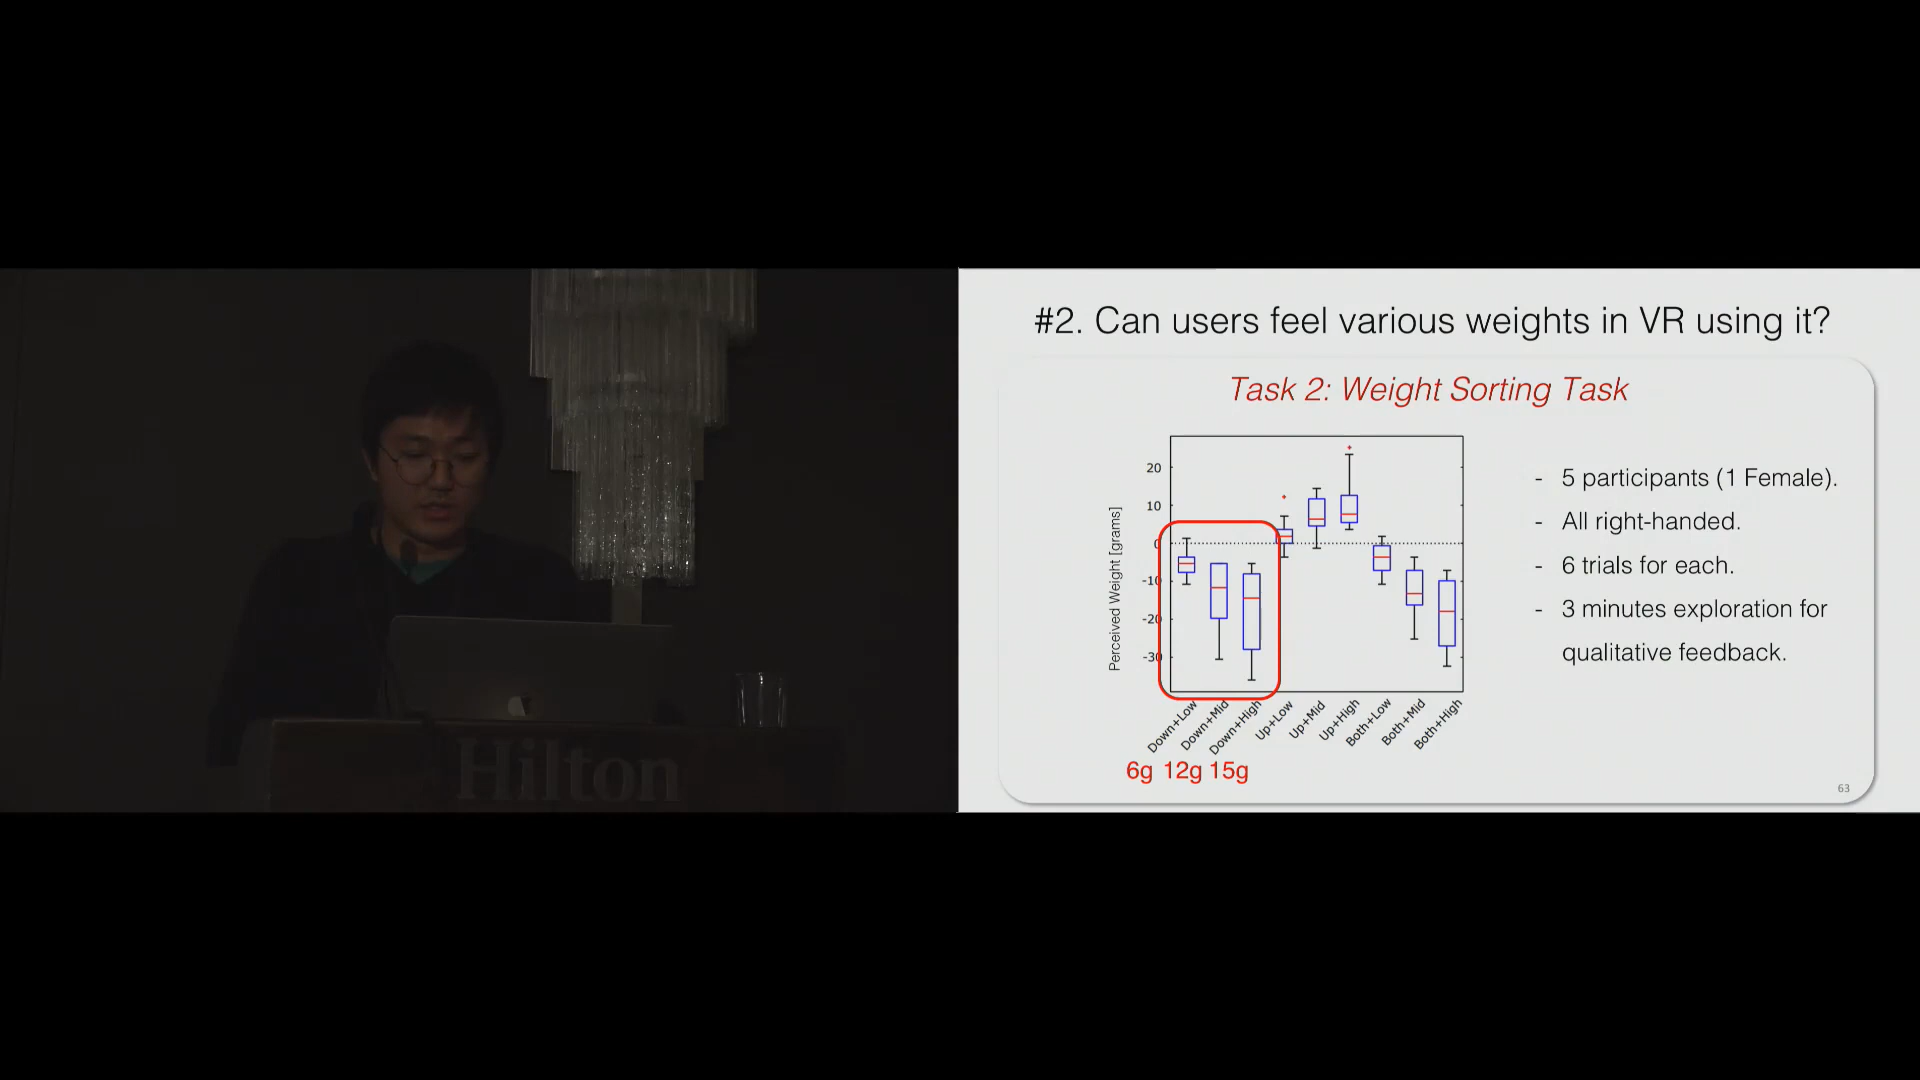 Hilton
#2. Can users feel various weights in VR using it?
Task 2: Weight Sorting Task
20
10
0
-10
-20
-30
Perceived Weight [grams]
Down+Low
Down+Mid
Down+High
Up+Low
Up+Mid
Up+High
Both+Low
Both+Mid
Both+High
6g 12g 15g
- 5 participants (1 Female).
- All right-handed.
- 6 trials for each.
- 3 minutes exploration for
qualitative feedback.
63